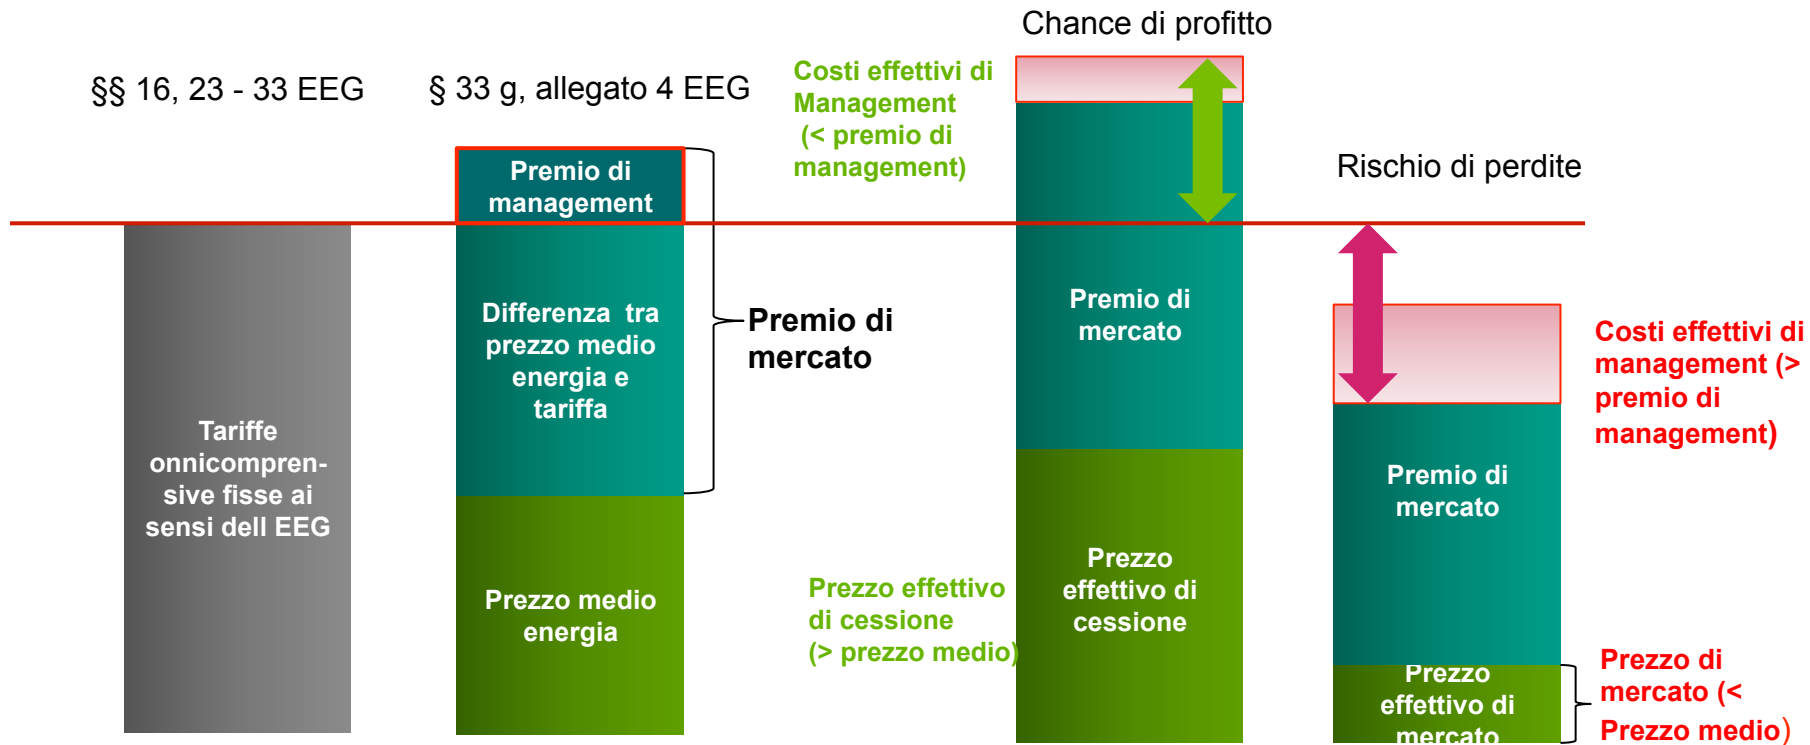 Chance di profitto
§§ 16, 23 - 33 EEG
§ 33 g, allegato 4 EEG
Costi effettivi di
Management
(< premio di
management)
Rischio di perdite
Premio di
management
Differenza tra
prezzo medio
energia e
tariffa
Premio di
mercato
Premio di
mercato
Costi effettivi di
management (>
premio di
management)
Tariffe
onnicompren-
sive fisse ai
sensi dell EEG
Premio di
mercato
Prezzo medio
energia
Prezzo effettivo
di cessione
(> prezzo medio)
Prezzo
effettivo di
cessione
Prezzo
effettivo di
mercato
Prezzo di
mercato (<
Prezzo medio)